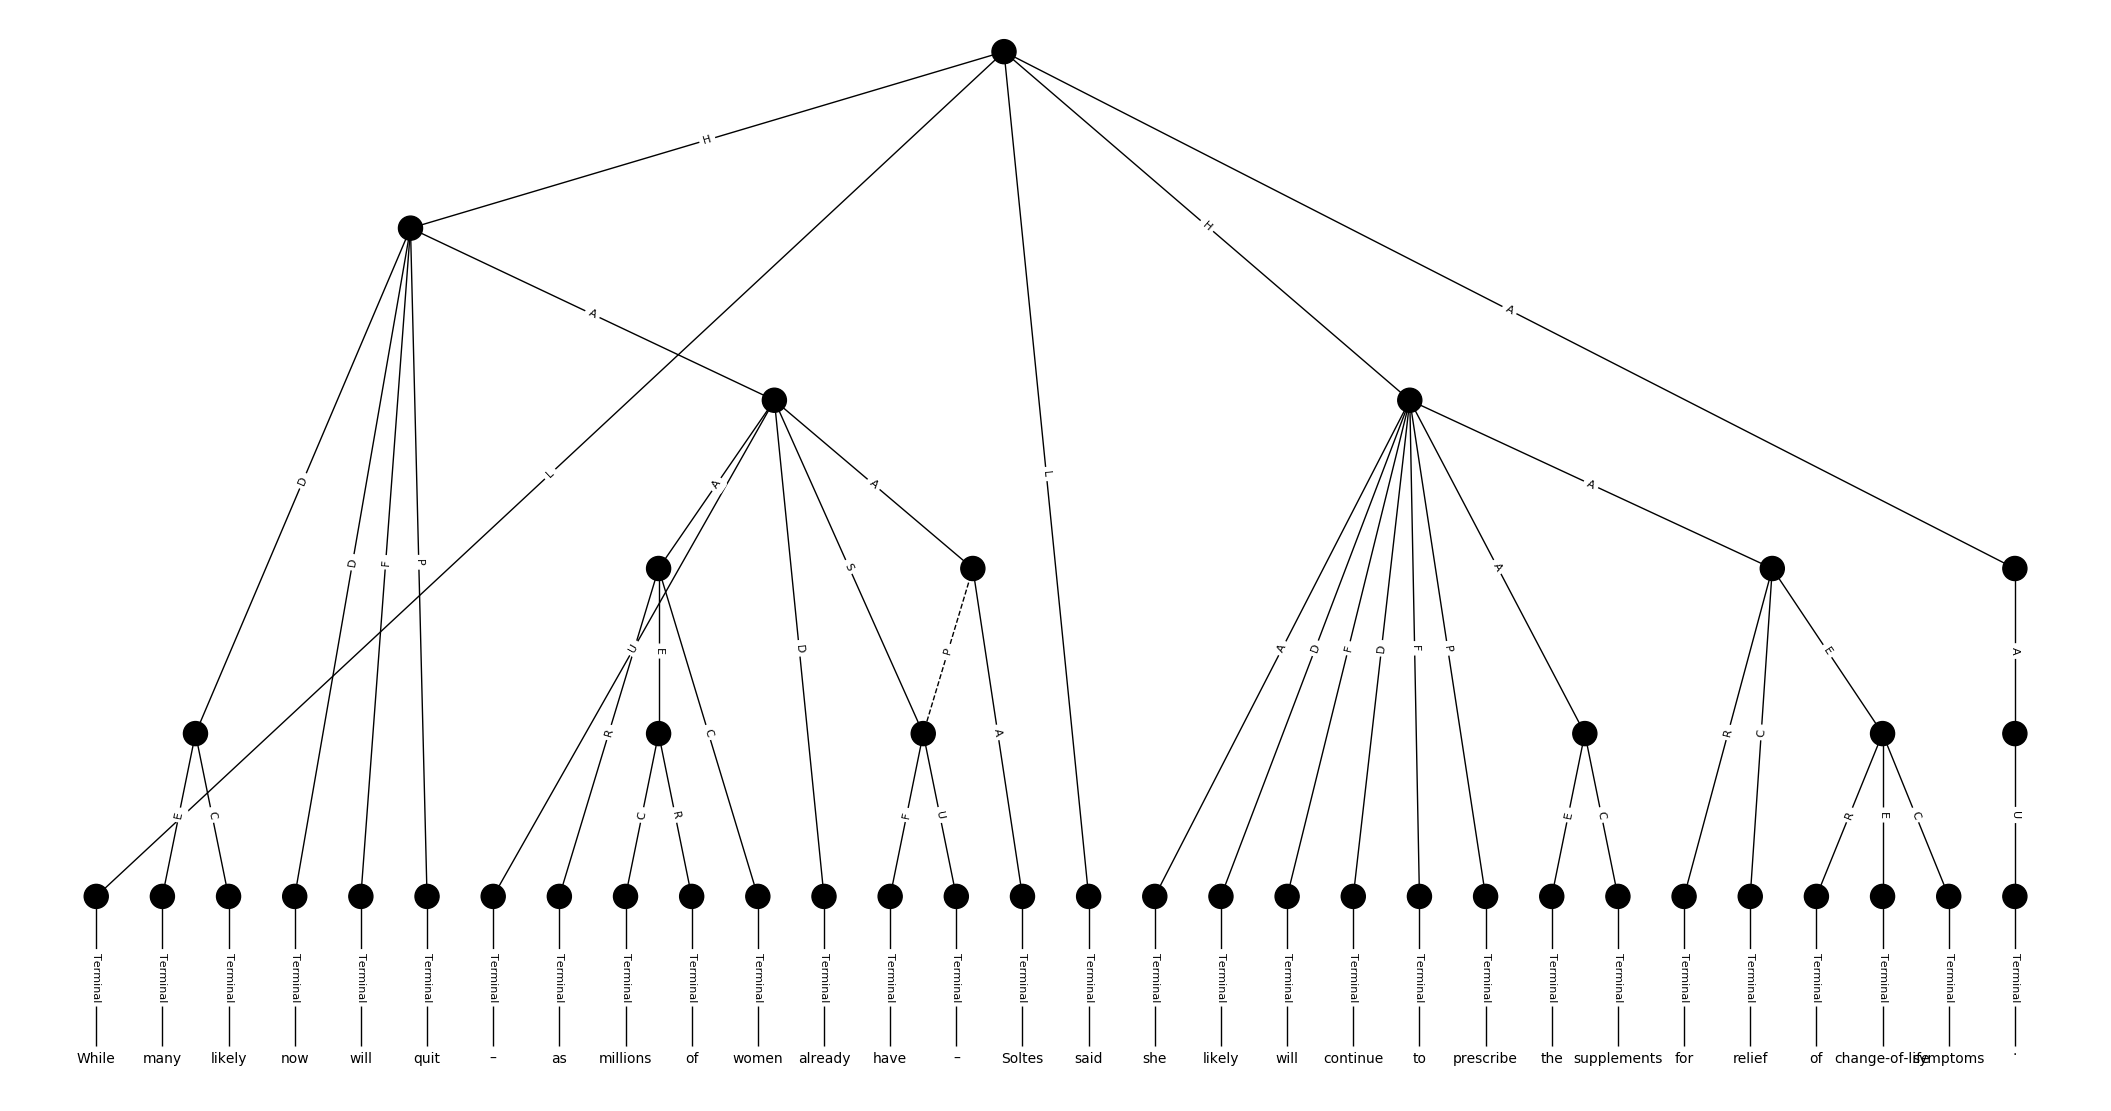 H
H
A
A
D
L
L
A
A
A
D
F
P
S
A
U
E
D
P
A
D
F
D
F
P
E
A
R
C
C
A
R
C
E
C
C
R
F
U
E
C
R
E
C
U
Terminal Terminal Terminal Terminal Terminal Terminal Terminal Terminal Terminal Terminal Terminal Terminal Terminal Terminal Terminal Terminal Terminal Terminal Terminal Terminal Terminal Terminal Terminal Terminal Terminal Terminal Terminal Terminal Terminal Terminal
While many likely now will quit – as millions of women already have – Soltes said she likely will continue to prescribe the supplements for relief of change-of-life symptoms .